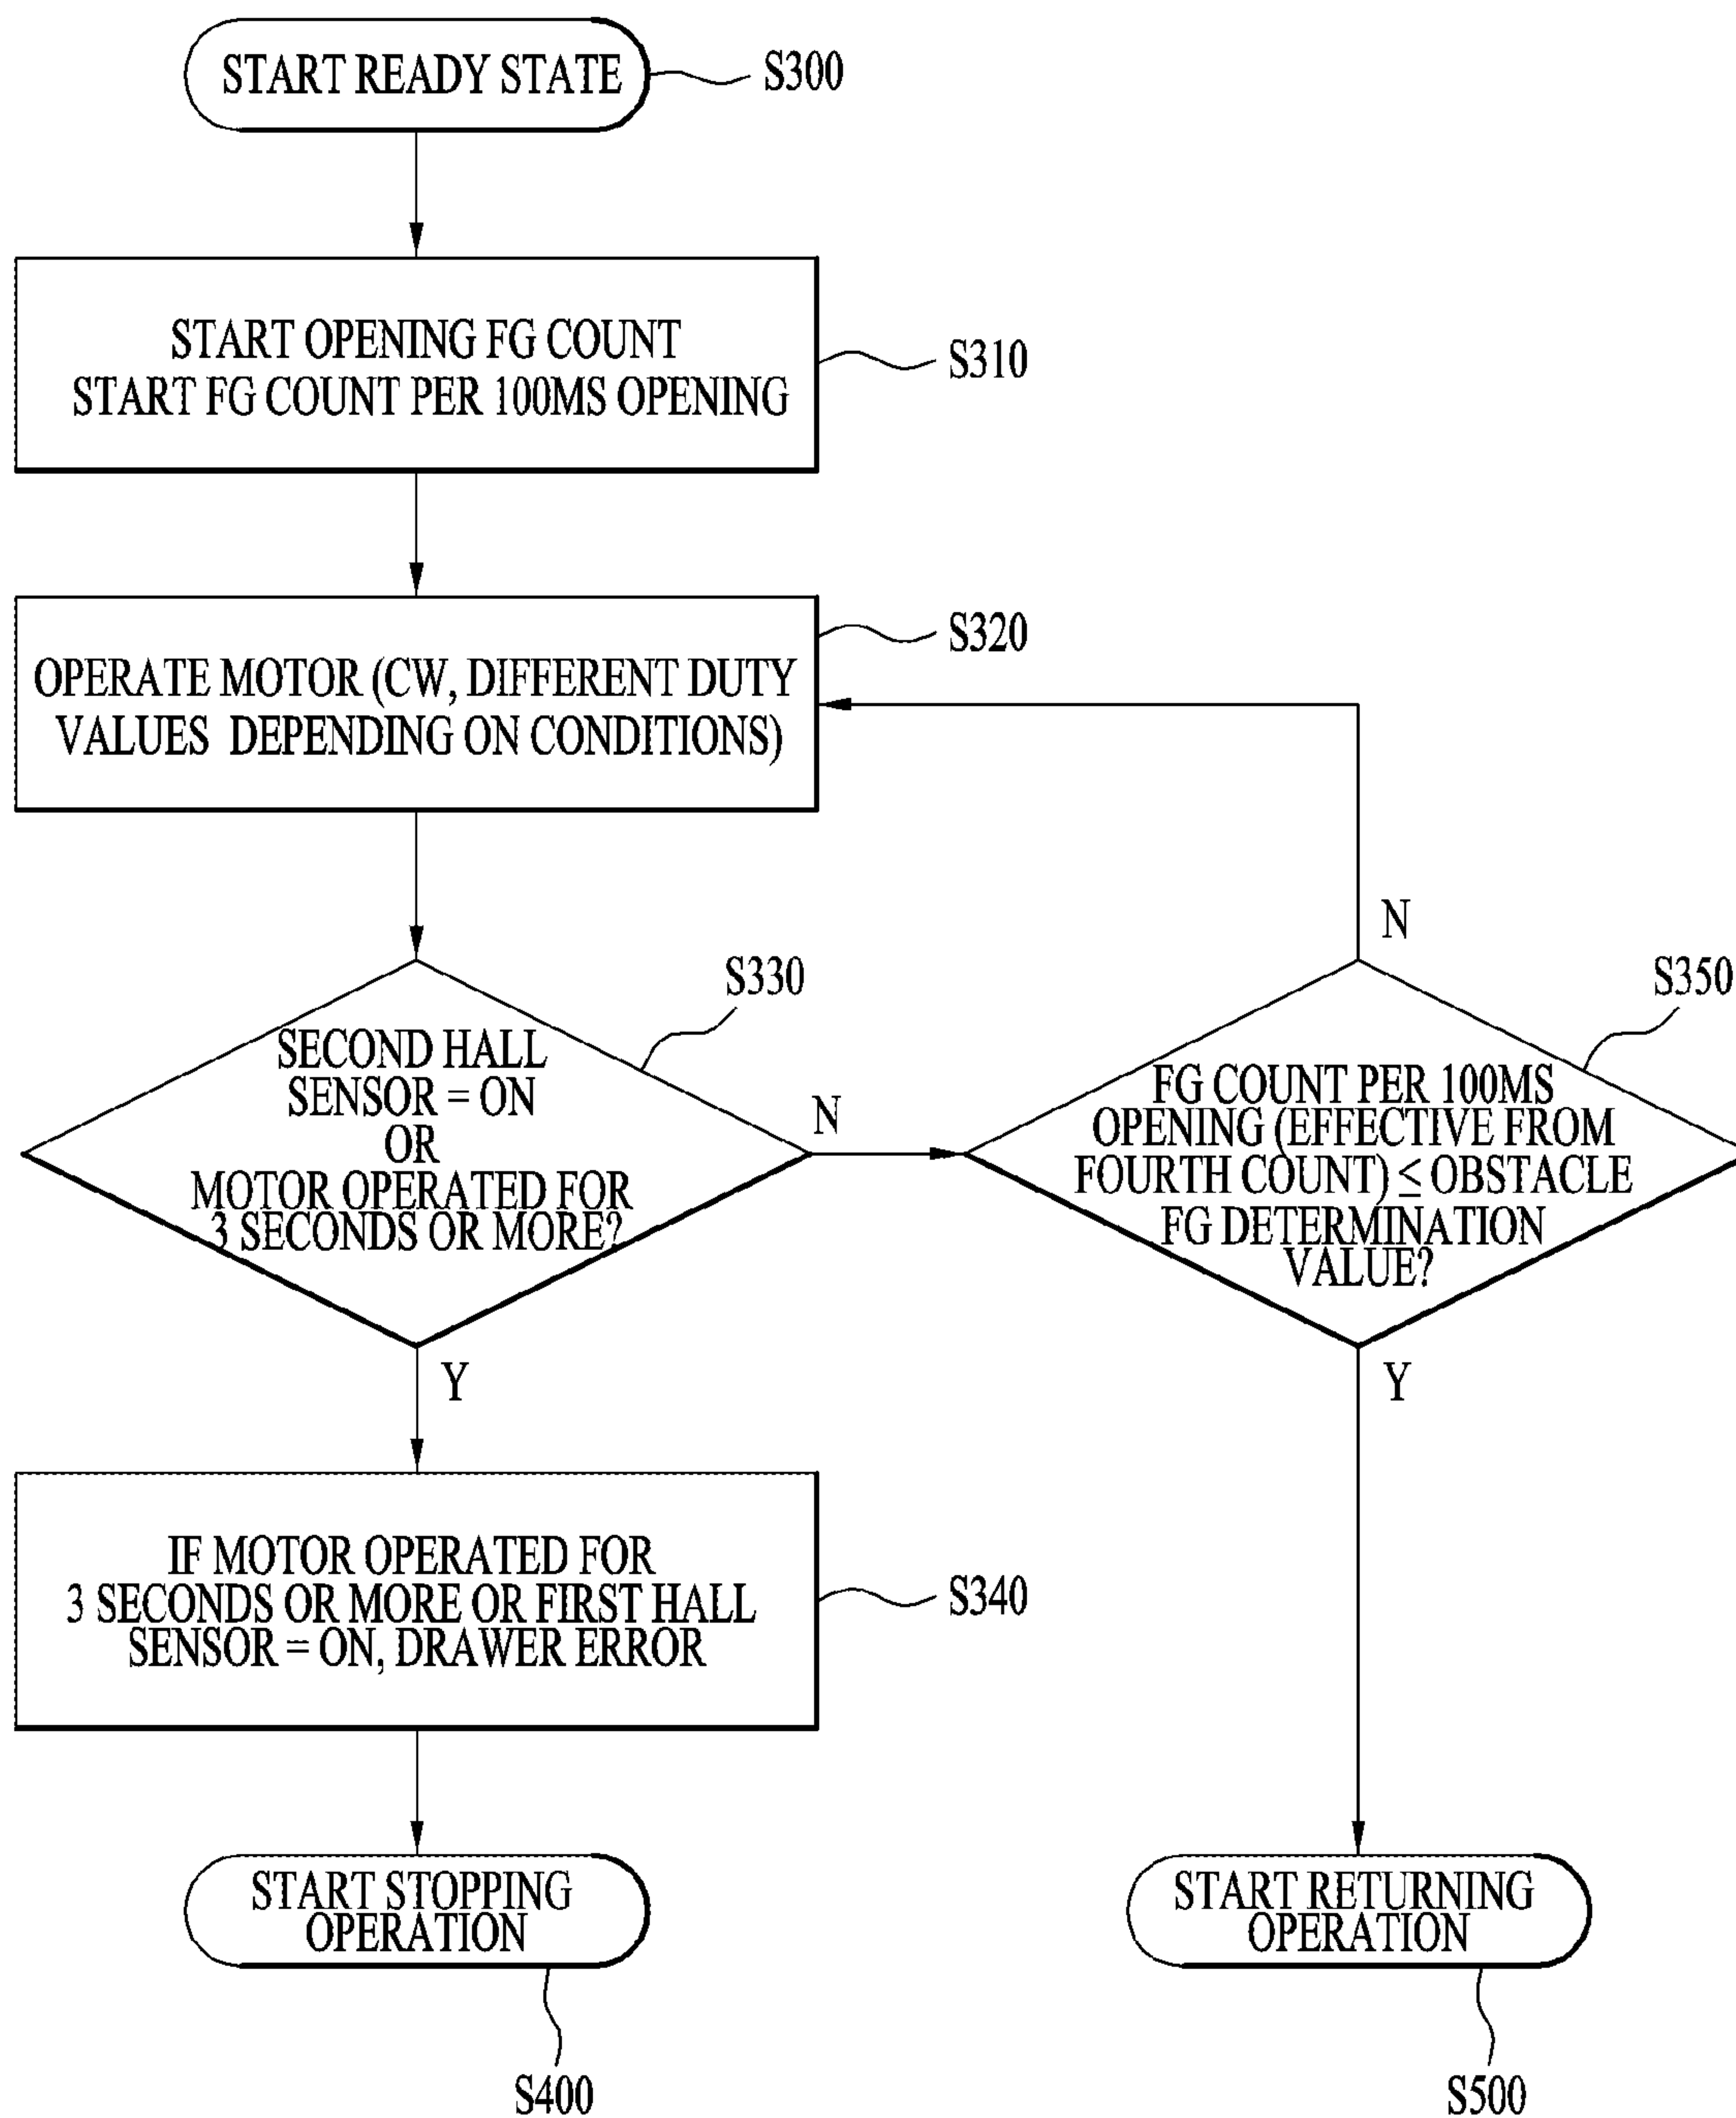 START READY STATE
S300
START OPENING FG COUNT
START FG COUNT PER 100MS OPENING
S310
OPERATE MOTOR (CW, DIFFERENT DUTY
VALUES DEPENDING ON CONDITIONS)
S320
SECOND HALL
SENSOR = ON
OR
MOTOR OPERATED FOR
3 SECONDS OR MORE?
S330
N
Y
FG COUNT PER 100MS
OPENING (EFFECTIVE FROM
FOURTH COUNT) ≤ OBSTACLE
FG DETERMINATION
VALUE?
S350
N
Y
IF MOTOR OPERATED FOR
3 SECONDS OR MORE OR FIRST HALL
SENSOR = ON, DRAWER ERROR
S340
START STOPPING
OPERATION
S400
START RETURNING
OPERATION
S500